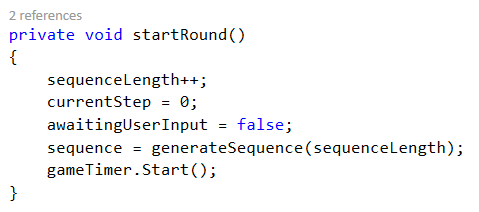 2 references
private void startRound()
{
    sequenceLength++;
    currentStep = 0;
    awaitingUserInput = false;
    sequence = generateSequence(sequenceLength);
    gameTimer.Start();
}